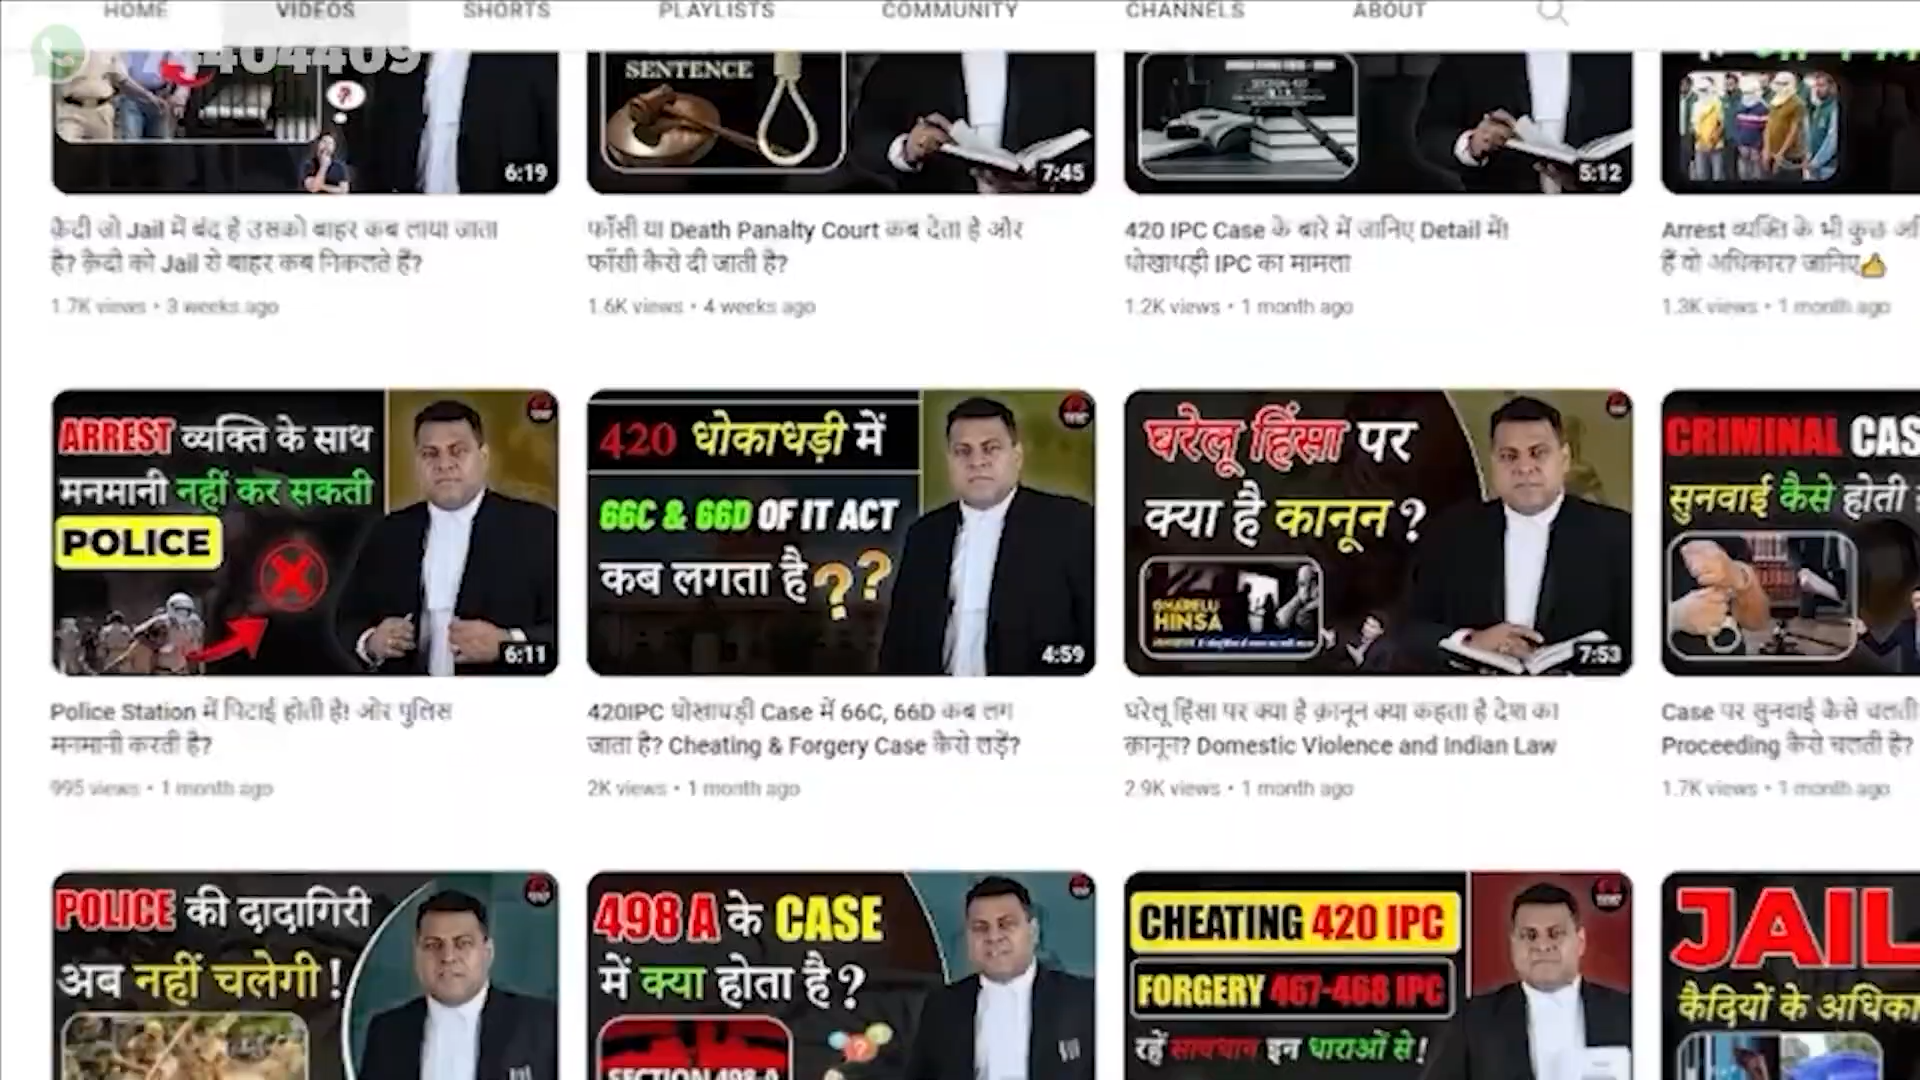 HOME VIDEOS SHORTS PLAYLISTS COMMUNITY CHANNELS ABOUT
74404409
SENTENCE
6:19
7:45
5:12
क़ैदी जो Jail में बंद है उसको बाहर कब लाया जाता
है? क़ैदी को Jail से बाहर कब निकलते हैं?
1.7K views • 3 weeks ago
फाँसी या Death Panalty Court कब देता है और
फाँसी कैसे दी जाती है?
1.6K views • 4 weeks ago
420 IPC Case के बारे में जानिए Detail में!
धोखाधड़ी IPC का मामला
1.2K views • 1 month ago
Arrest व्यक्ति के भी कुछ
हैं वो अधिकार? जानिए👍
1.3K views • 1 month ago
ARREST व्यक्ति के साथ
मनमानी नहीं कर सकती
POLICE
6:11
420 धोकाधड़ी में
66C & 66D OF IT ACT
कब लगता है??
4:59
घरेलू हिंसा पर
क्या है कानून?
GHARELU
HINSA
7:53
CRIMINAL CAS
सुनवाई कैसे होती
Police Station में पिटाई होती है! ओर पुलिस
मनमानी करती है?
995 views • 1 month ago
420IPC धोखाधड़ी Case में 66C, 66D कब लग
जाता है? Cheating & Forgery Case कैसे लड़ें?
2K views • 1 month ago
घरेलू हिंसा पर क्या है क़ानून क्या कहता है देश का
क़ानून? Domestic Violence and Indian Law
2.9K views • 1 month ago
Case पर सुनवाई कैसे चलती
Proceeding कैसे चलती है?
1.7K views • 1 month ago
POLICE की दादागिरी
अब नहीं चलेगी!
498 A के CASE
में क्या होता है?
SECTION 498-A
CHEATING 420 IPC
FORGERY 467-468 IPC
रहें सावधान इन धाराओं से!
JAIL
कैदियों के अधिका